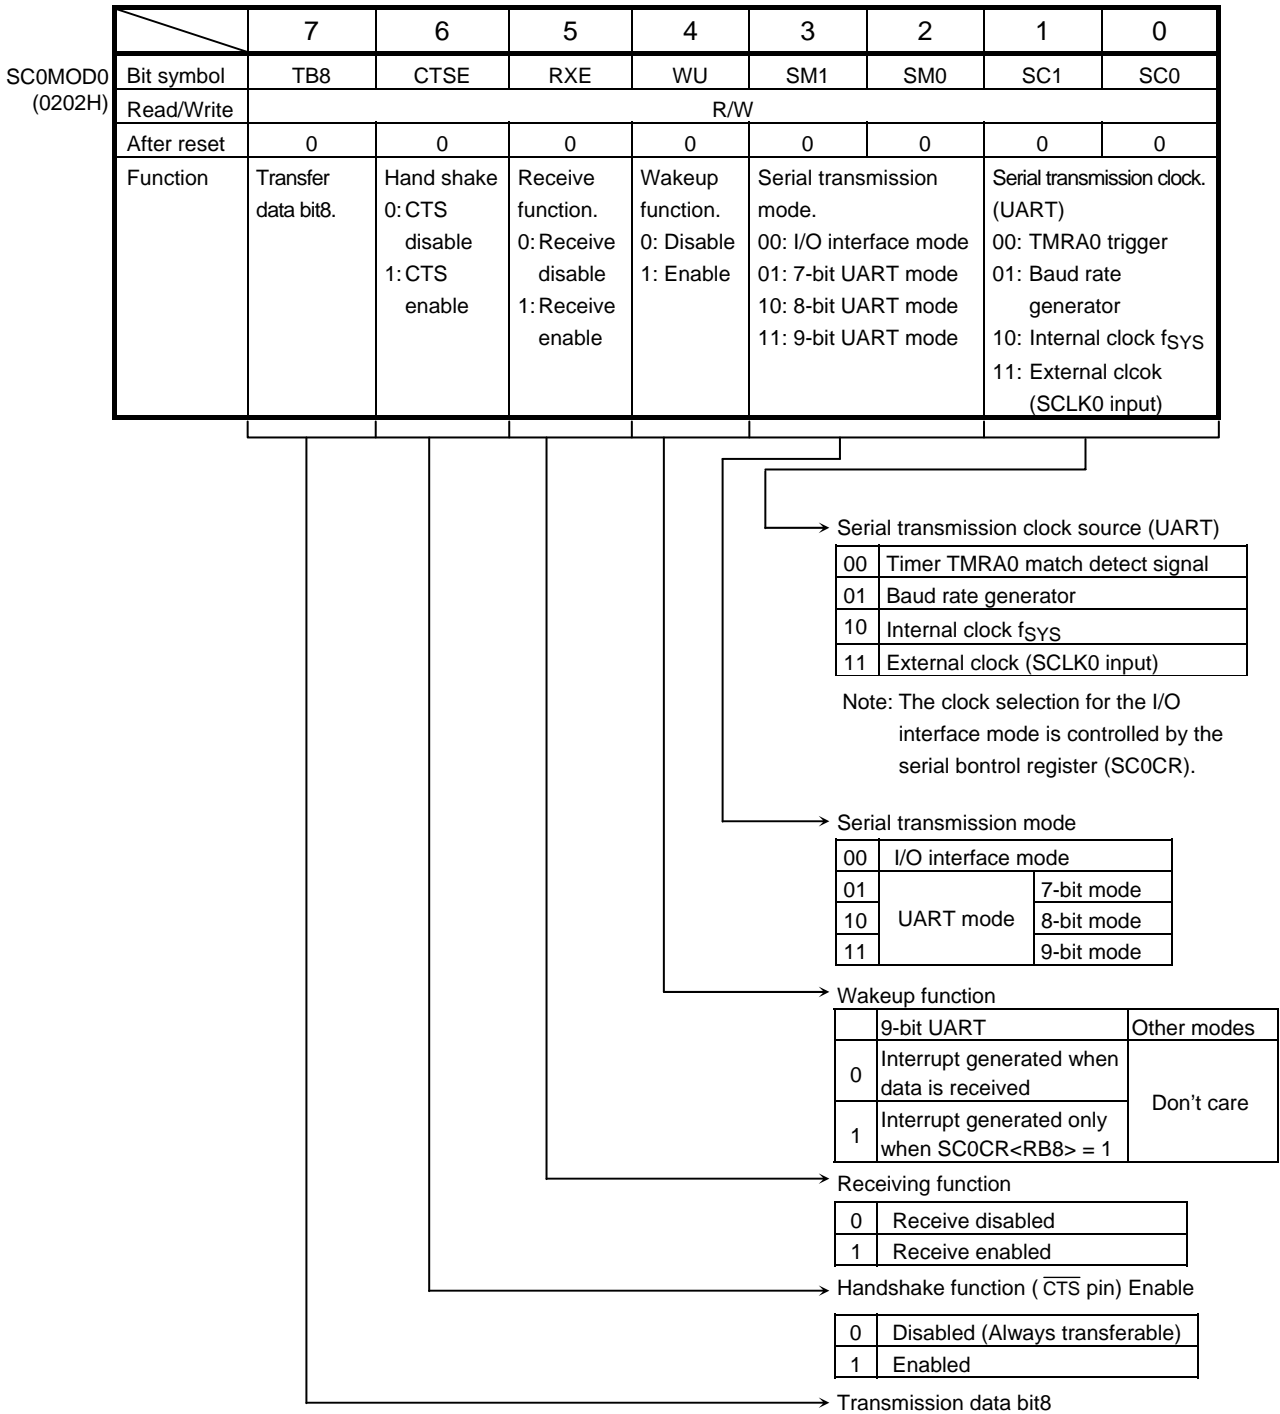 7 6 5 4 3 2 1 0
SC0MOD0 (0202H)
Bit symbol TB8 CTSE RXE WU SM1 SM0 SC1 SC0
Read/Write R/W
After reset 0 0 0 0 0 0 0 0
Function
Transfer
data bit8.
Hand shake
0: CTS
disable
1: CTS
enable
Receive
function.
0: Receive
disable
1: Receive
enable
Wakeup
function.
0: Disable
1: Enable
Serial transmission
mode.
00: I/O interface mode
01: 7-bit UART mode
10: 8-bit UART mode
11: 9-bit UART mode
Serial transmission clock.
(UART)
00: TMRA0 trigger
01: Baud rate
generator
10: Internal clock fSYS
11: External clcok
(SCLK0 input)
Serial transmission clock source (UART)
00 Timer TMRA0 match detect signal
01 Baud rate generator
10 Internal clock fSYS
11 External clock (SCLK0 input)
Note: The clock selection for the I/O
interface mode is controlled by the
serial bontrol register (SC0CR).
Serial transmission mode
00 I/O interface mode
01 UART mode 7-bit mode
10 8-bit mode
11 9-bit mode
Wakeup function
9-bit UART Other modes
0 Interrupt generated when
data is received
Don't care
1 Interrupt generated only
when SC0CR<RB8> = 1
Receiving function
0 Receive disabled
1 Receive enabled
Handshake function ( C̅T̅S̅ pin) Enable
0 Disabled (Always transferable)
1 Enabled
Transmission data bit8